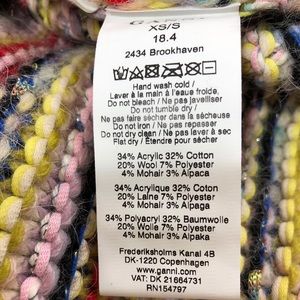 GANNI
XS/S
18.4
2434 Brookhaven
Hand wash cold /
Lever à la main à l'eau froide,
Do not bleach / Ne pas javelliser
Do not tumble dry /
Ne pas faire dans la sécheuse
Do not iron / Ne pas repasser
Do not dry clean /
Ne pas laver à sec
Flat dry / Étendre pour sécher
34% Acrylic 32% Cotton
20% Wool 7% Polyester
4% Mohair 3% Alpaca
34% Acrylique 32% Coton
20% Laine 7% Polyester
4% Mohair 3% Alpaga
34% Polyacryl 32% Baumwolle
20% Wolle 7% Polyester
4% Mohair 3% Alpaka
Frederiksholms Kanal 4B
DK-1220 Copenhagen
www.ganni.com
VAT: DK 21664731
RN154797